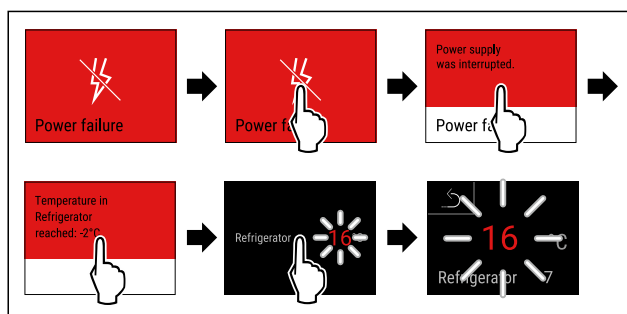 Power failure
Power fa
Power supply
was interrupted.
Power fa
Temperature in
Refrigerator
reached: -2°C
Refrigerator
16
16
°C
Refrigerator 7